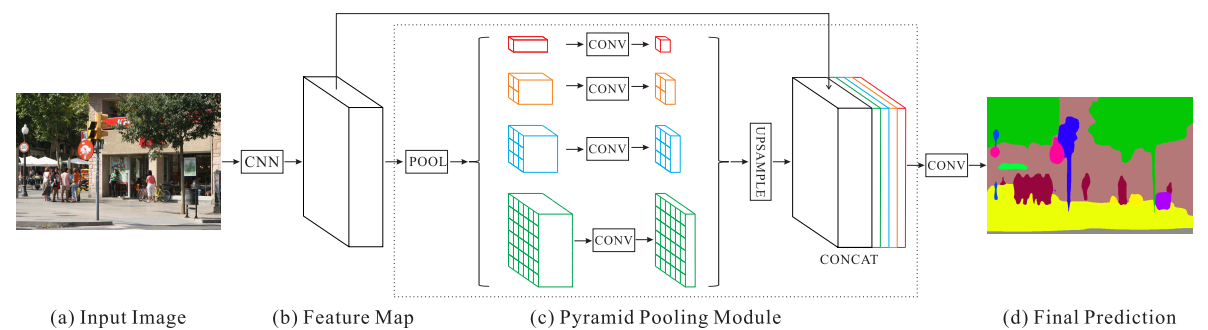 CONV
CONV
CNN
POOL
CONV
UPSAMPLE
CONV
CONV
CONCAT
(a) Input Image
(b) Feature Map
(c) Pyramid Pooling Module
(d) Final Prediction